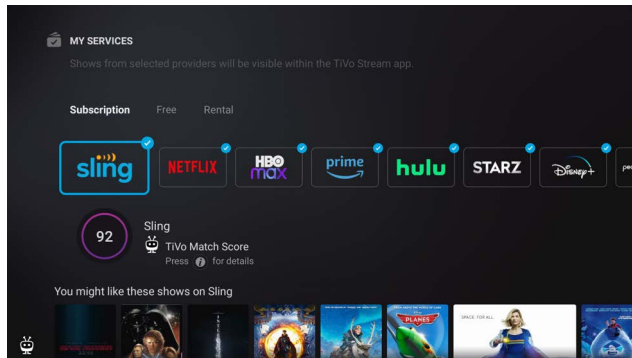 MY SERVICES
Shows from selected providers will be visible within the TiVo Stream app.
Subscription Free Rental
sling NETFLIX HBO max prime hulu STARZ Disney+
92
Sling
TiVo Match Score
Press i for details
You might like these shows on Sling
PLANES
SPACE. FOR ALL.